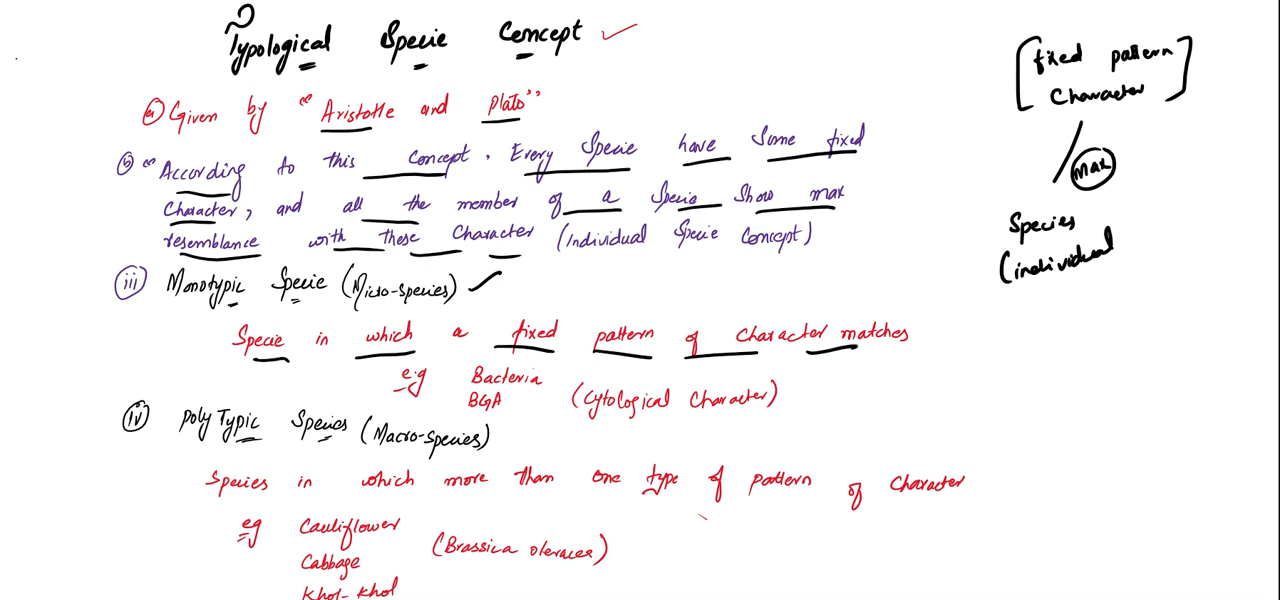 Typological Specie Concept
(a) Given by "Aristotle and Plato"
(b) "According to this Concept, Every Specie have Some fixed
Character, and all the member of a Specie Show max
resemblance with these Character (Individual Specie Concept)
(iii) Monotypic Specie (Micro-species)
Specie in which a fixed pattern of Character matches
e.g Bacteria
BGA (Cytological Character)
(iv) Poly Typic Species (Macro-species)
Species in which more than one type of pattern of Character
eg Cauliflower
Cabbage (Brassica oleracea)
Khol-Khol
[fixed pattern
Character]
Max
Species
(individual